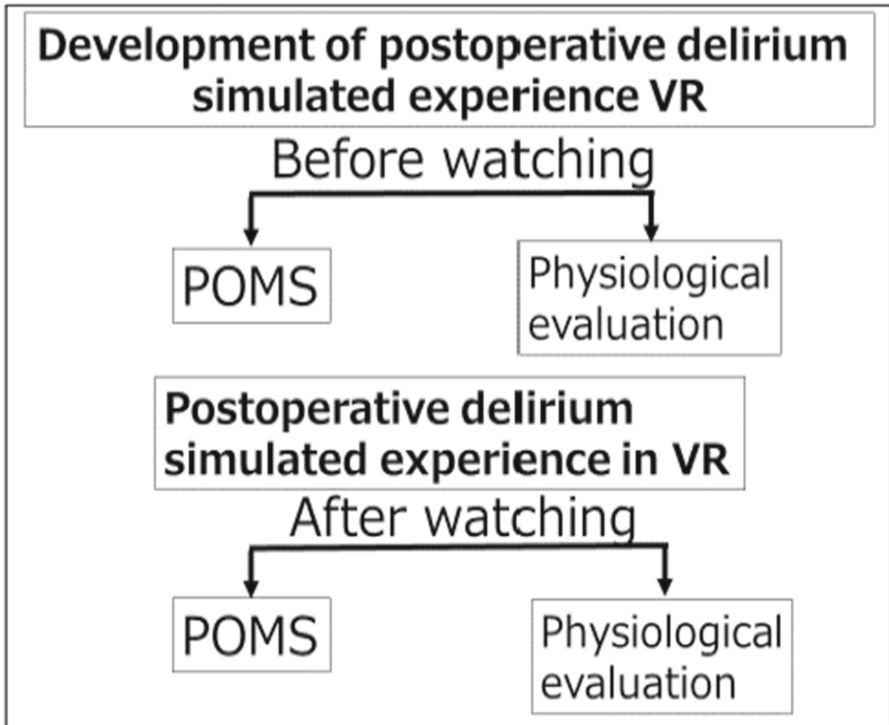 Development of postoperative delirium
simulated experience VR
Before watching
POMS
Physiological
evaluation
Postoperative delirium
simulated experience in VR
After watching
POMS
Physiological
evaluation